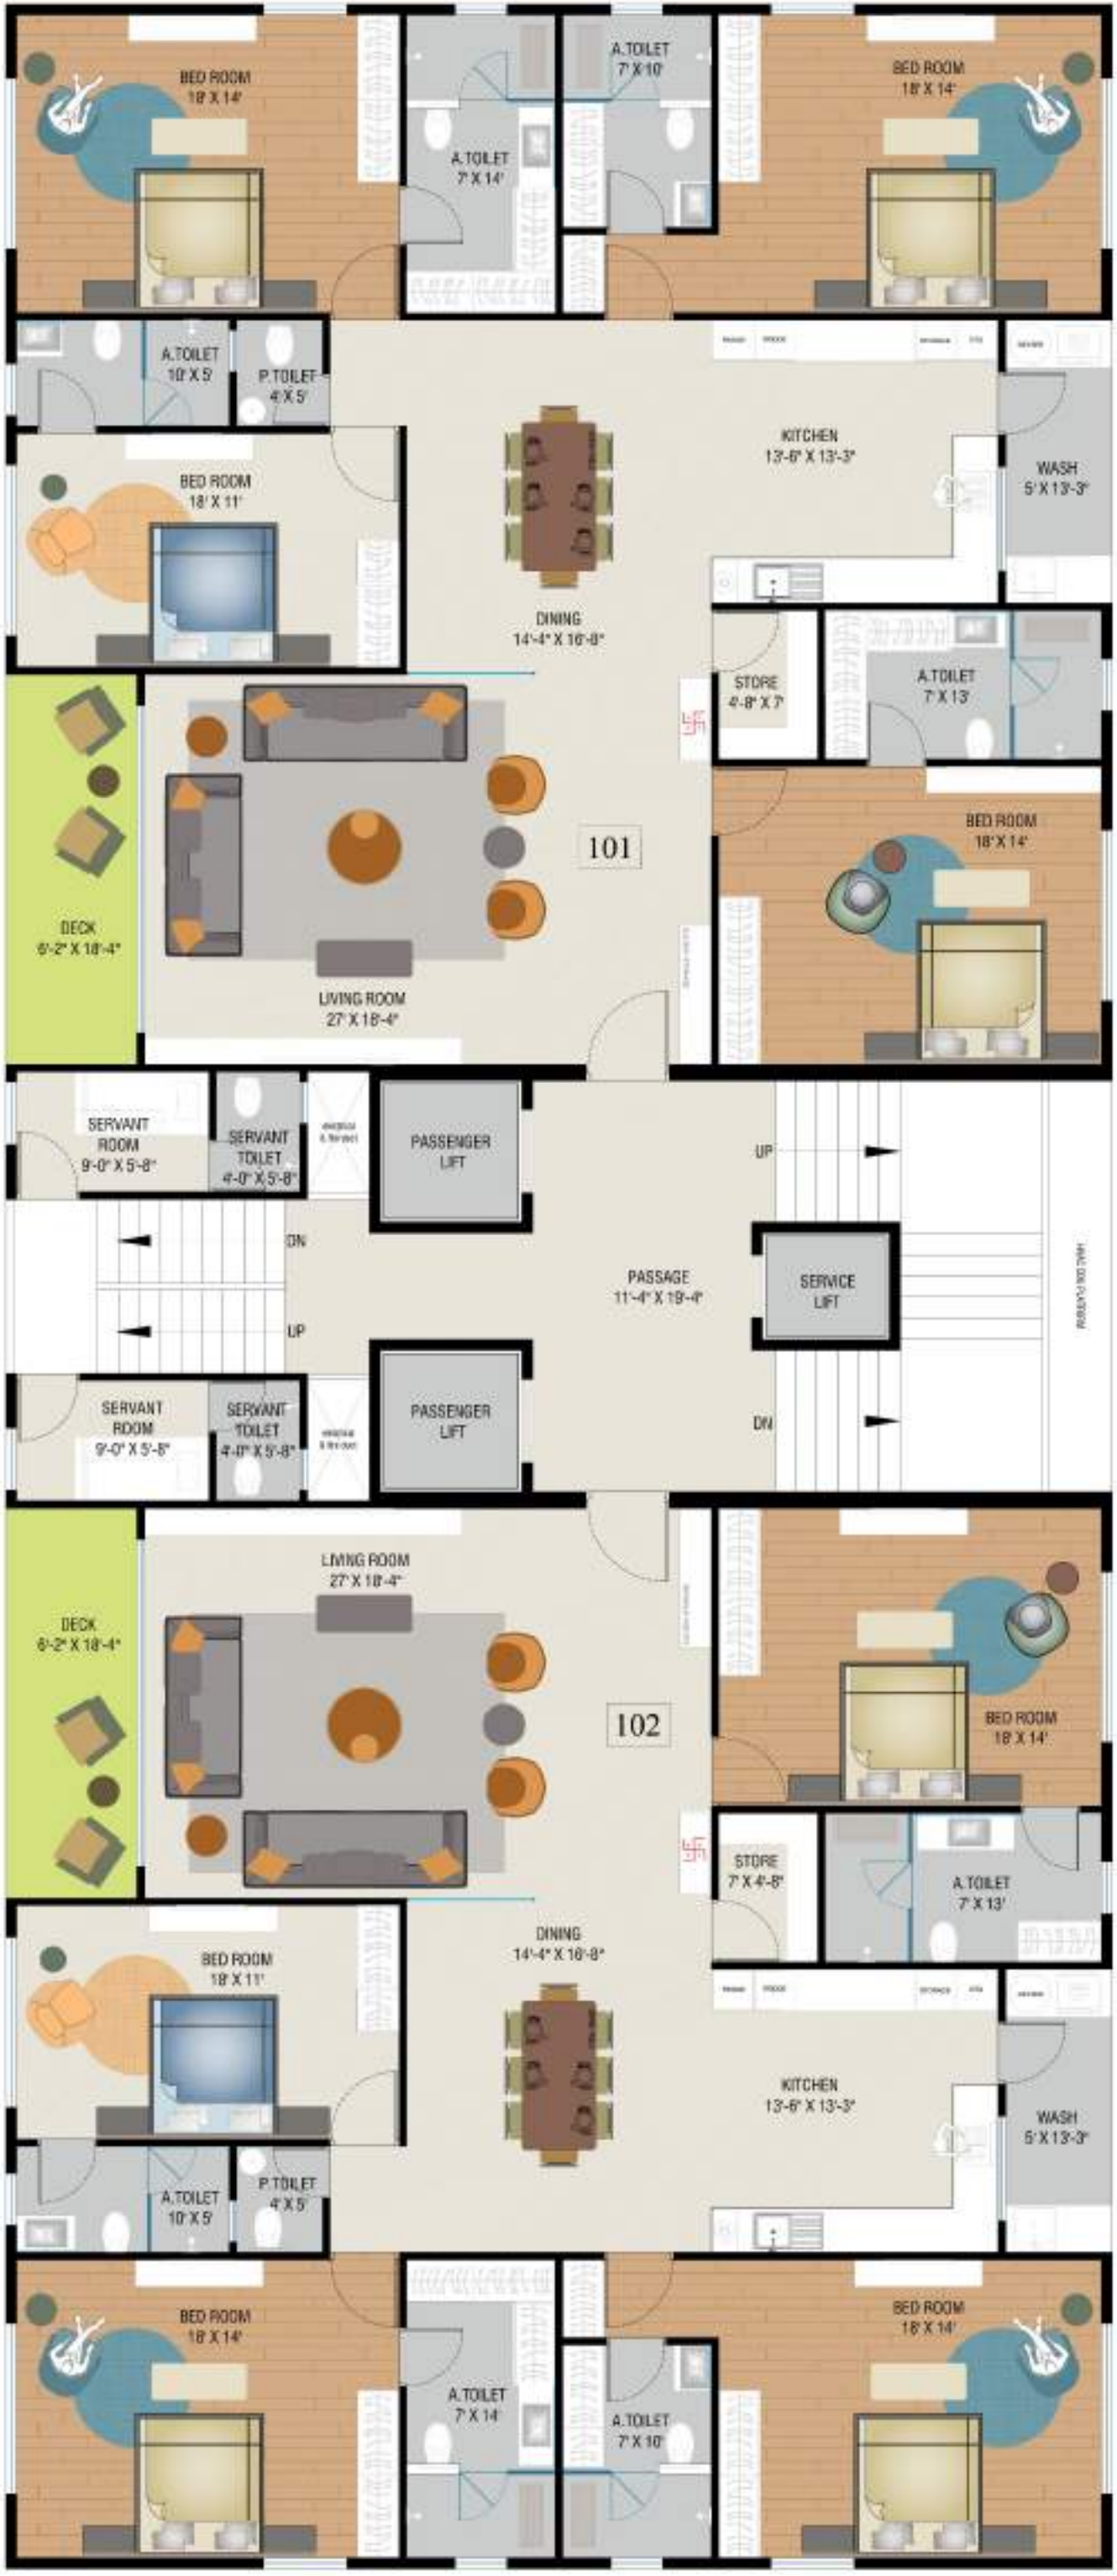 BED ROOM
18' X 14'
A.TOILET
7' X 14'
A.TOILET
7' X 10'
BED ROOM
18' X 14'
A.TOILET
10' X 5'
P.TOILET
4' X 5'
BED ROOM
18' X 11'
KITCHEN
13'-6" X 13'-3"
WASH
5' X 13'-3"
DINING
14'-4" X 16'-8"
STORE
4'-8" X 7'
A.TOILET
7' X 13'
BED ROOM
18' X 14'
101
DECK
6'-2" X 18'-4"
LIVING ROOM
27' X 18'-4"
SERVANT
ROOM
9'-0" X 5'-8"
SERVANT
TOILET
4'-0" X 5'-8"
PASSENGER
LIFT
UP
DN
UP
PASSAGE
11'-4" X 19'-4"
SERVICE
LIFT
SERVANT
ROOM
9'-0" X 5'-8"
SERVANT
TOILET
4'-0" X 5'-8"
PASSENGER
LIFT
DN
LIVING ROOM
27' X 18'-4"
DECK
6'-2" X 18'-4"
102
BED ROOM
18' X 14'
STORE
7' X 4'-8"
A.TOILET
7' X 13'
DINING
14'-4" X 16'-8"
BED ROOM
18' X 11'
KITCHEN
13'-6" X 13'-3"
WASH
5' X 13'-3"
A.TOILET
10' X 5'
P.TOILET
4' X 5'
BED ROOM
18' X 14'
A.TOILET
7' X 14'
A.TOILET
7' X 10'
BED ROOM
18' X 14'